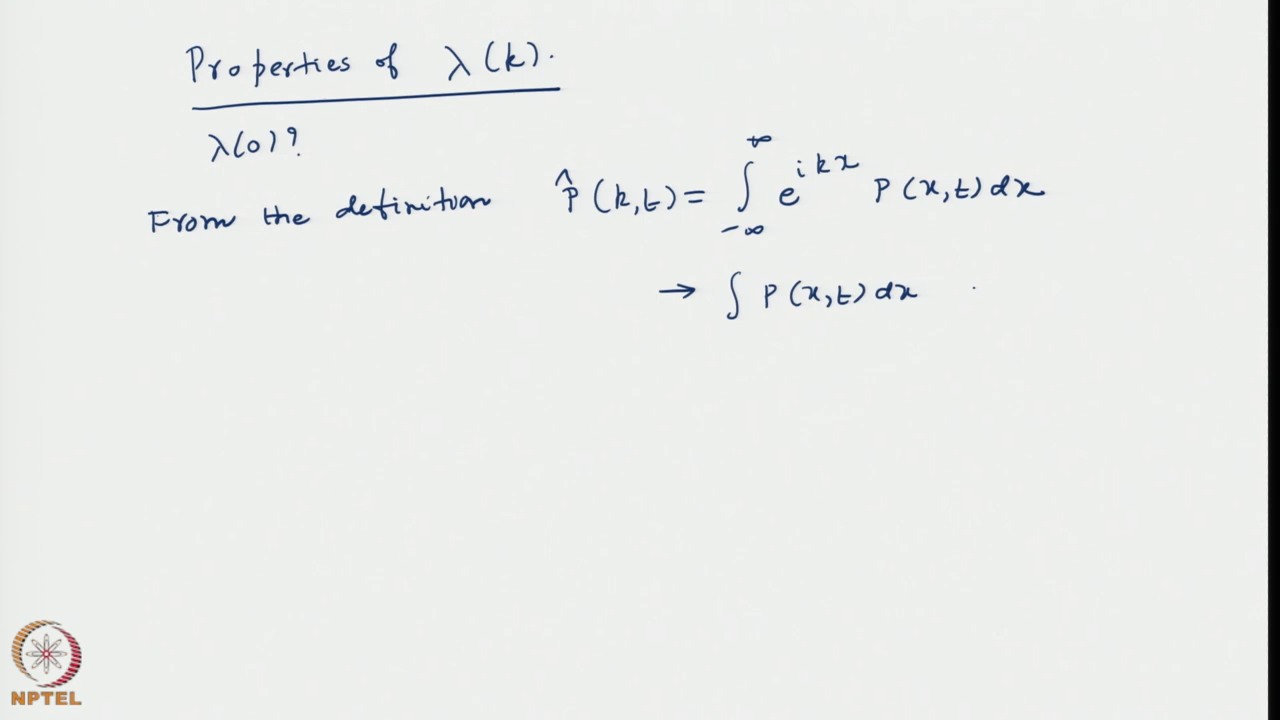 Properties of λ(k).
λ(0)?
From the definition P̂(k,t) = ∫_{-∞}^{+∞} e^{ikx} P(x,t) dx
→ ∫ P(x,t) dx
NPTEL